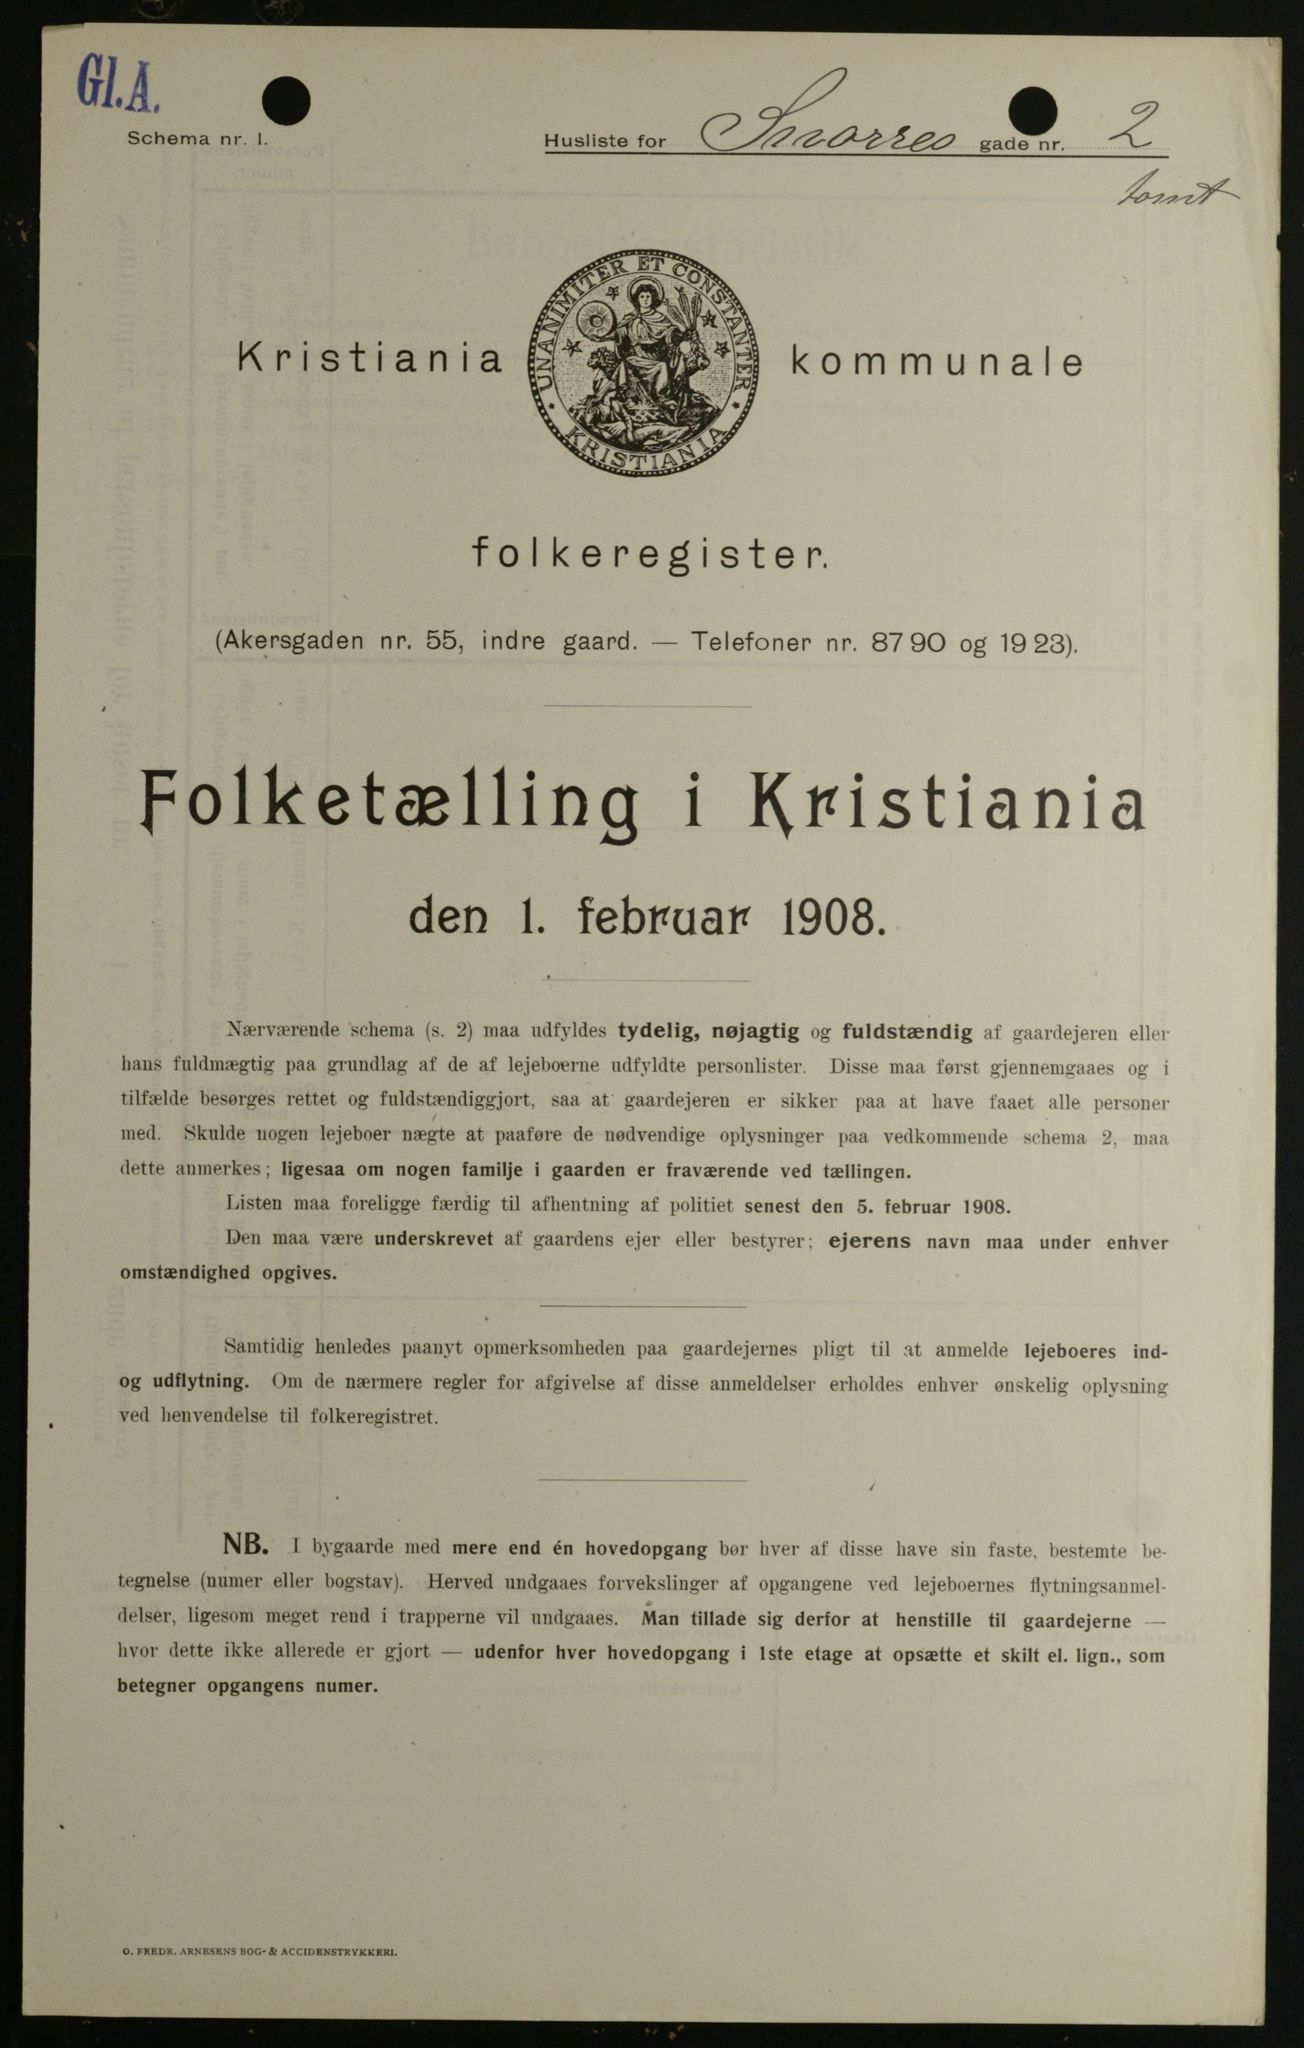 Gl.A.
Schema nr. 1.
Husliste for Snorres gade nr. 2
tomt
UNANIMITER ET CONSTANTER
KRISTIANIA
Kristiania kommunale
folkeregister.
(Akersgaden nr. 55, indre gaard. — Telefoner nr. 87 90 og 19 23).
Folketælling i Kristiania
den 1. februar 1908.
Nærværende schema (s. 2) maa udfyldes tydelig, nøjagtig og fuldstændig af gaardejeren eller
hans fuldmægtig paa grundlag af de af lejeboerne udfyldte personlister. Disse maa først gjennemgaaes og i
tilfælde besørges rettet og fuldstændiggjort, saa at gaardejeren er sikker paa at have faaet alle personer
med. Skulde nogen lejeboer nægte at paaføre de nødvendige oplysninger paa vedkommende schema 2, maa
dette anmerkes; ligesaa om nogen familje i gaarden er fraværende ved tællingen.
Listen maa foreligge færdig til afhentning af politiet senest den 5. februar 1908.
Den maa være underskrevet af gaardens ejer eller bestyrer; ejerens navn maa under enhver
omstændighed opgives.
Samtidig henledes paanyt opmerksomheden paa gaardejernes pligt til at anmelde lejeboeres ind-
og udflytning. Om de nærmere regler for afgivelse af disse anmeldelser erholdes enhver ønskelig oplysning
ved henvendelse til folkeregistret.
NB. I bygaarde med mere end én hovedopgang bør hver af disse have sin faste, bestemte be-
tegnelse (numer eller bogstav). Herved undgaaes forvekslinger af opgangene ved lejeboernes flytningsanmel-
delser, ligesom meget rend i trapperne vil undgaaes. Man tillade sig derfor at henstille til gaardejerne —
hvor dette ikke allerede er gjort — udenfor hver hovedopgang i 1ste etage at opsætte et skilt el. lign., som
betegner opgangens numer.
O. FREDR. ARNESENS BOG- & ACCIDENSTRYKKERI.